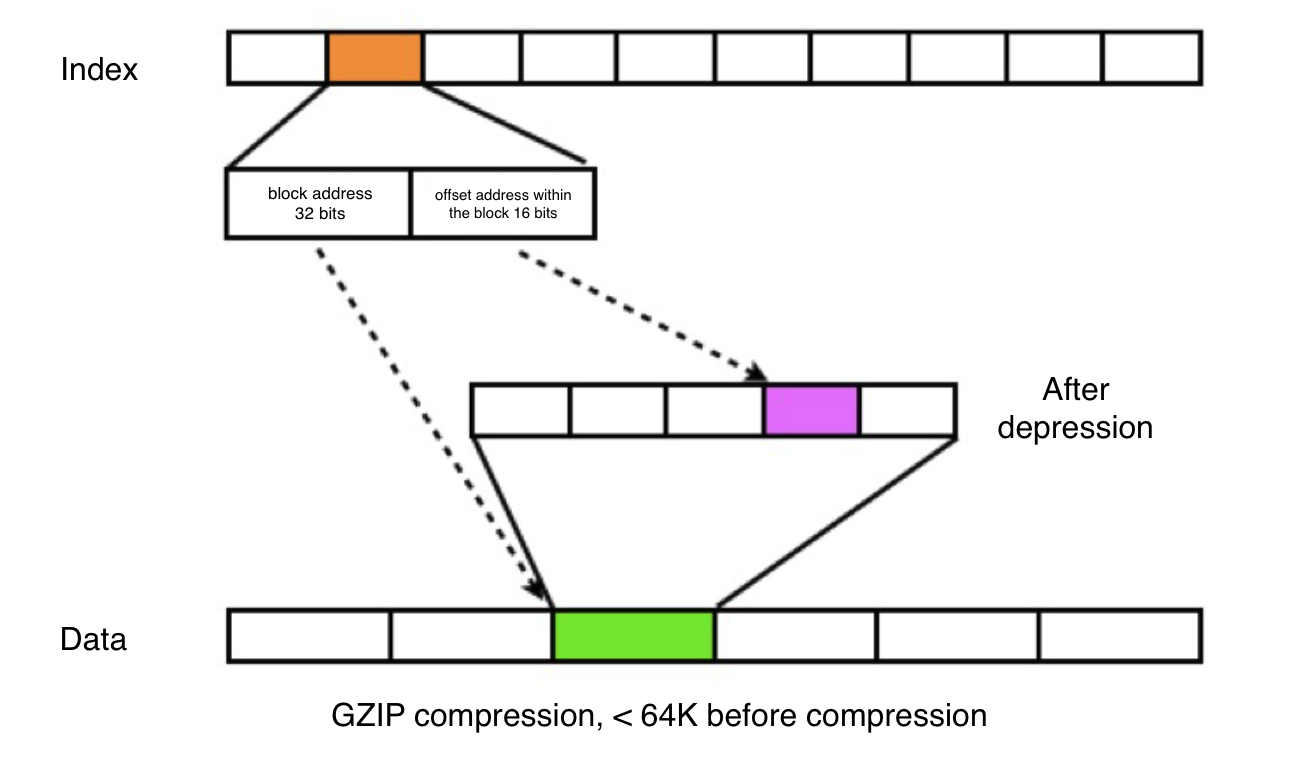 Index
block address
32 bits
offset address within
the block 16 bits
After
depression
Data
GZIP compression, < 64K before compression